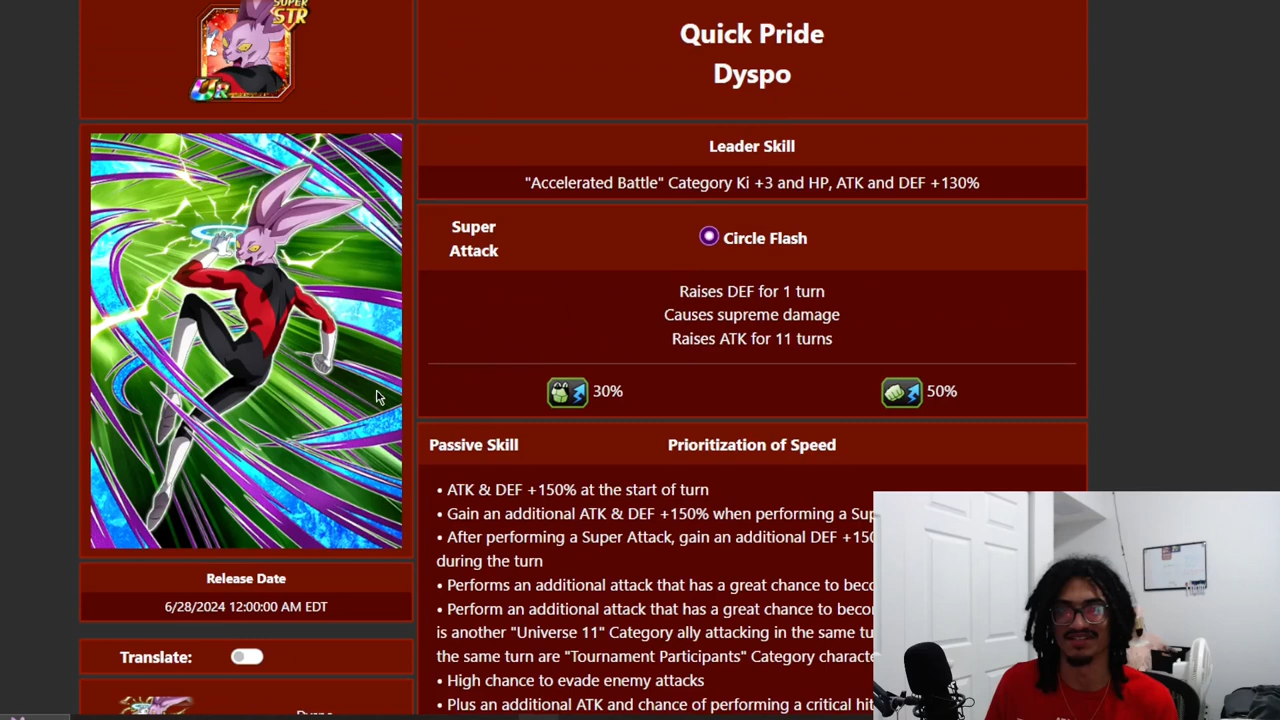 SUPER
STR
UR
Quick Pride
Dyspo
Leader Skill
"Accelerated Battle" Category Ki +3 and HP, ATK and DEF +130%
Super
Attack
Circle Flash
Raises DEF for 1 turn
Causes supreme damage
Raises ATK for 11 turns
30%
50%
Passive Skill
Prioritization of Speed
• ATK & DEF +150% at the start of turn
• Gain an additional ATK & DEF +150% when performing a Sup
• After performing a Super Attack, gain an additional DEF +150
during the turn
• Performs an additional attack that has a great chance to beco
• Perform an additional attack that has a great chance to becor
is another "Universe 11" Category ally attacking in the same tu
the same turn are "Tournament Participants" Category characte
• High chance to evade enemy attacks
• Plus an additional ATK and chance of performing a critical hit
Release Date
6/28/2024 12:00:00 AM EDT
Translate:
Dyspo